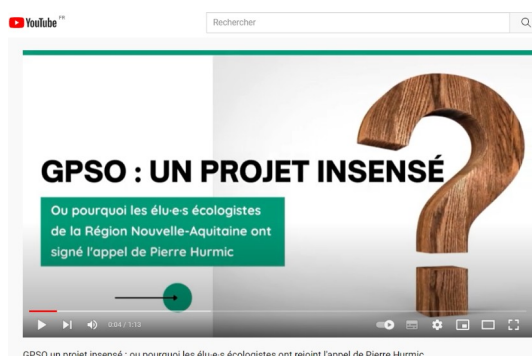 YouTube FR
Rechercher
GPSO : UN PROJET INSENSÉ
Ou pourquoi les élu·e·s écologistes
de la Région Nouvelle-Aquitaine ont
signé l'appel de Pierre Hurmic
0:04 / 1:13
GPSO un projet insensé : ou pourquoi les élu·e·s écologistes ont rejoint l'appel de Pierre Hurmic